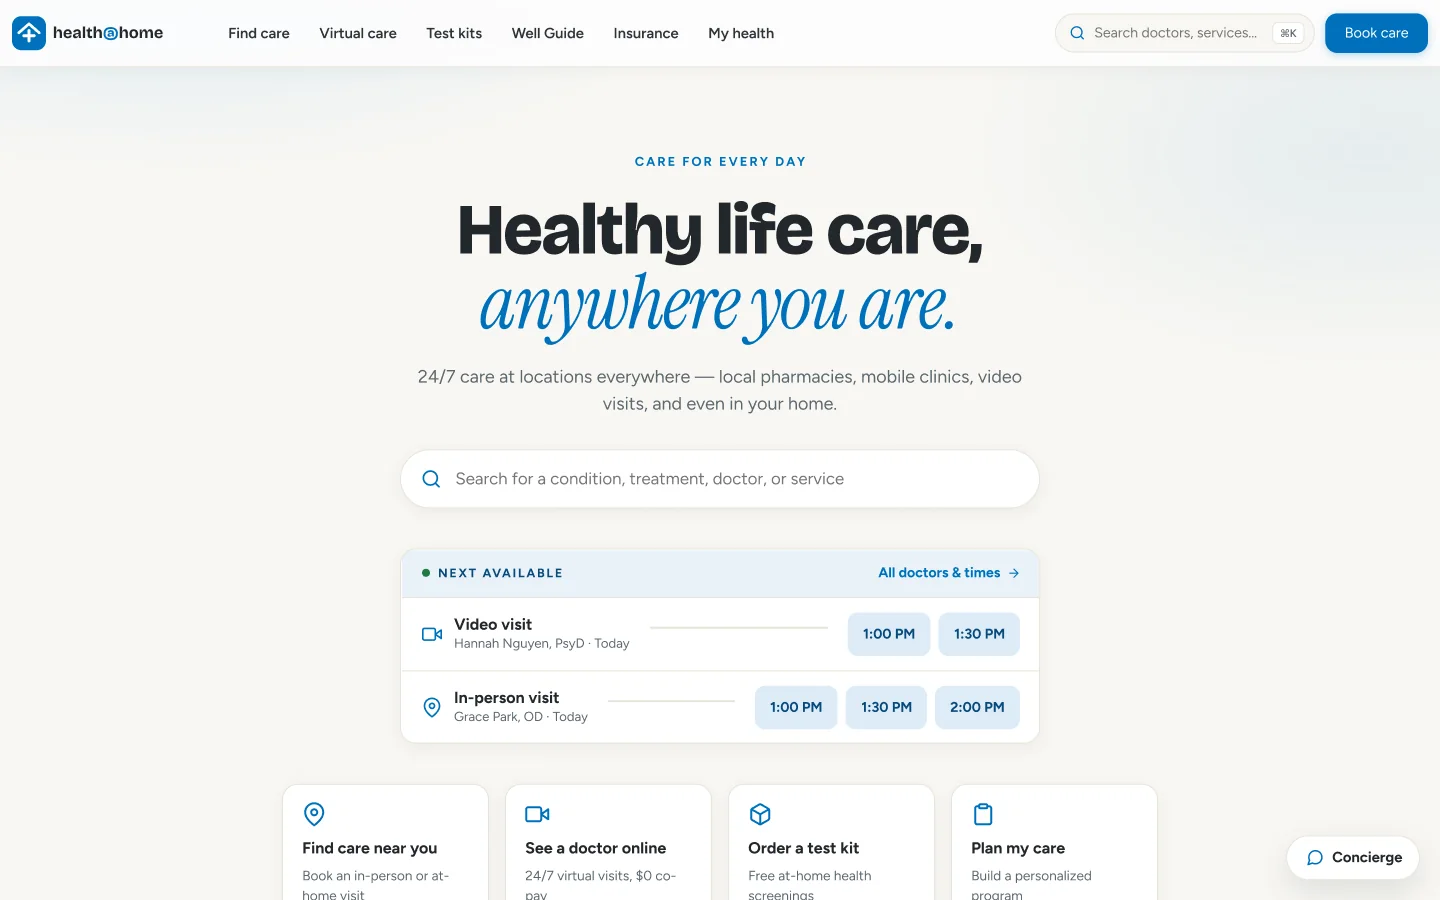 health@home
Find care
Virtual care
Test kits
Well Guide
Insurance
My health
Search doctors, services...
⌘K
Book care
CARE FOR EVERY DAY
Healthy life care,
anywhere you are.
24/7 care at locations everywhere — local pharmacies, mobile clinics, video
visits, and even in your home.
Search for a condition, treatment, doctor, or service
NEXT AVAILABLE
All doctors & times →
Video visit
Hannah Nguyen, PsyD · Today
1:00 PM
1:30 PM
In-person visit
Grace Park, OD · Today
1:00 PM
1:30 PM
2:00 PM
Find care near you
Book an in-person or at-
home visit
See a doctor online
24/7 virtual visits, $0 co-
pay
Order a test kit
Free at-home health
screenings
Plan my care
Build a personalized
program
Concierge